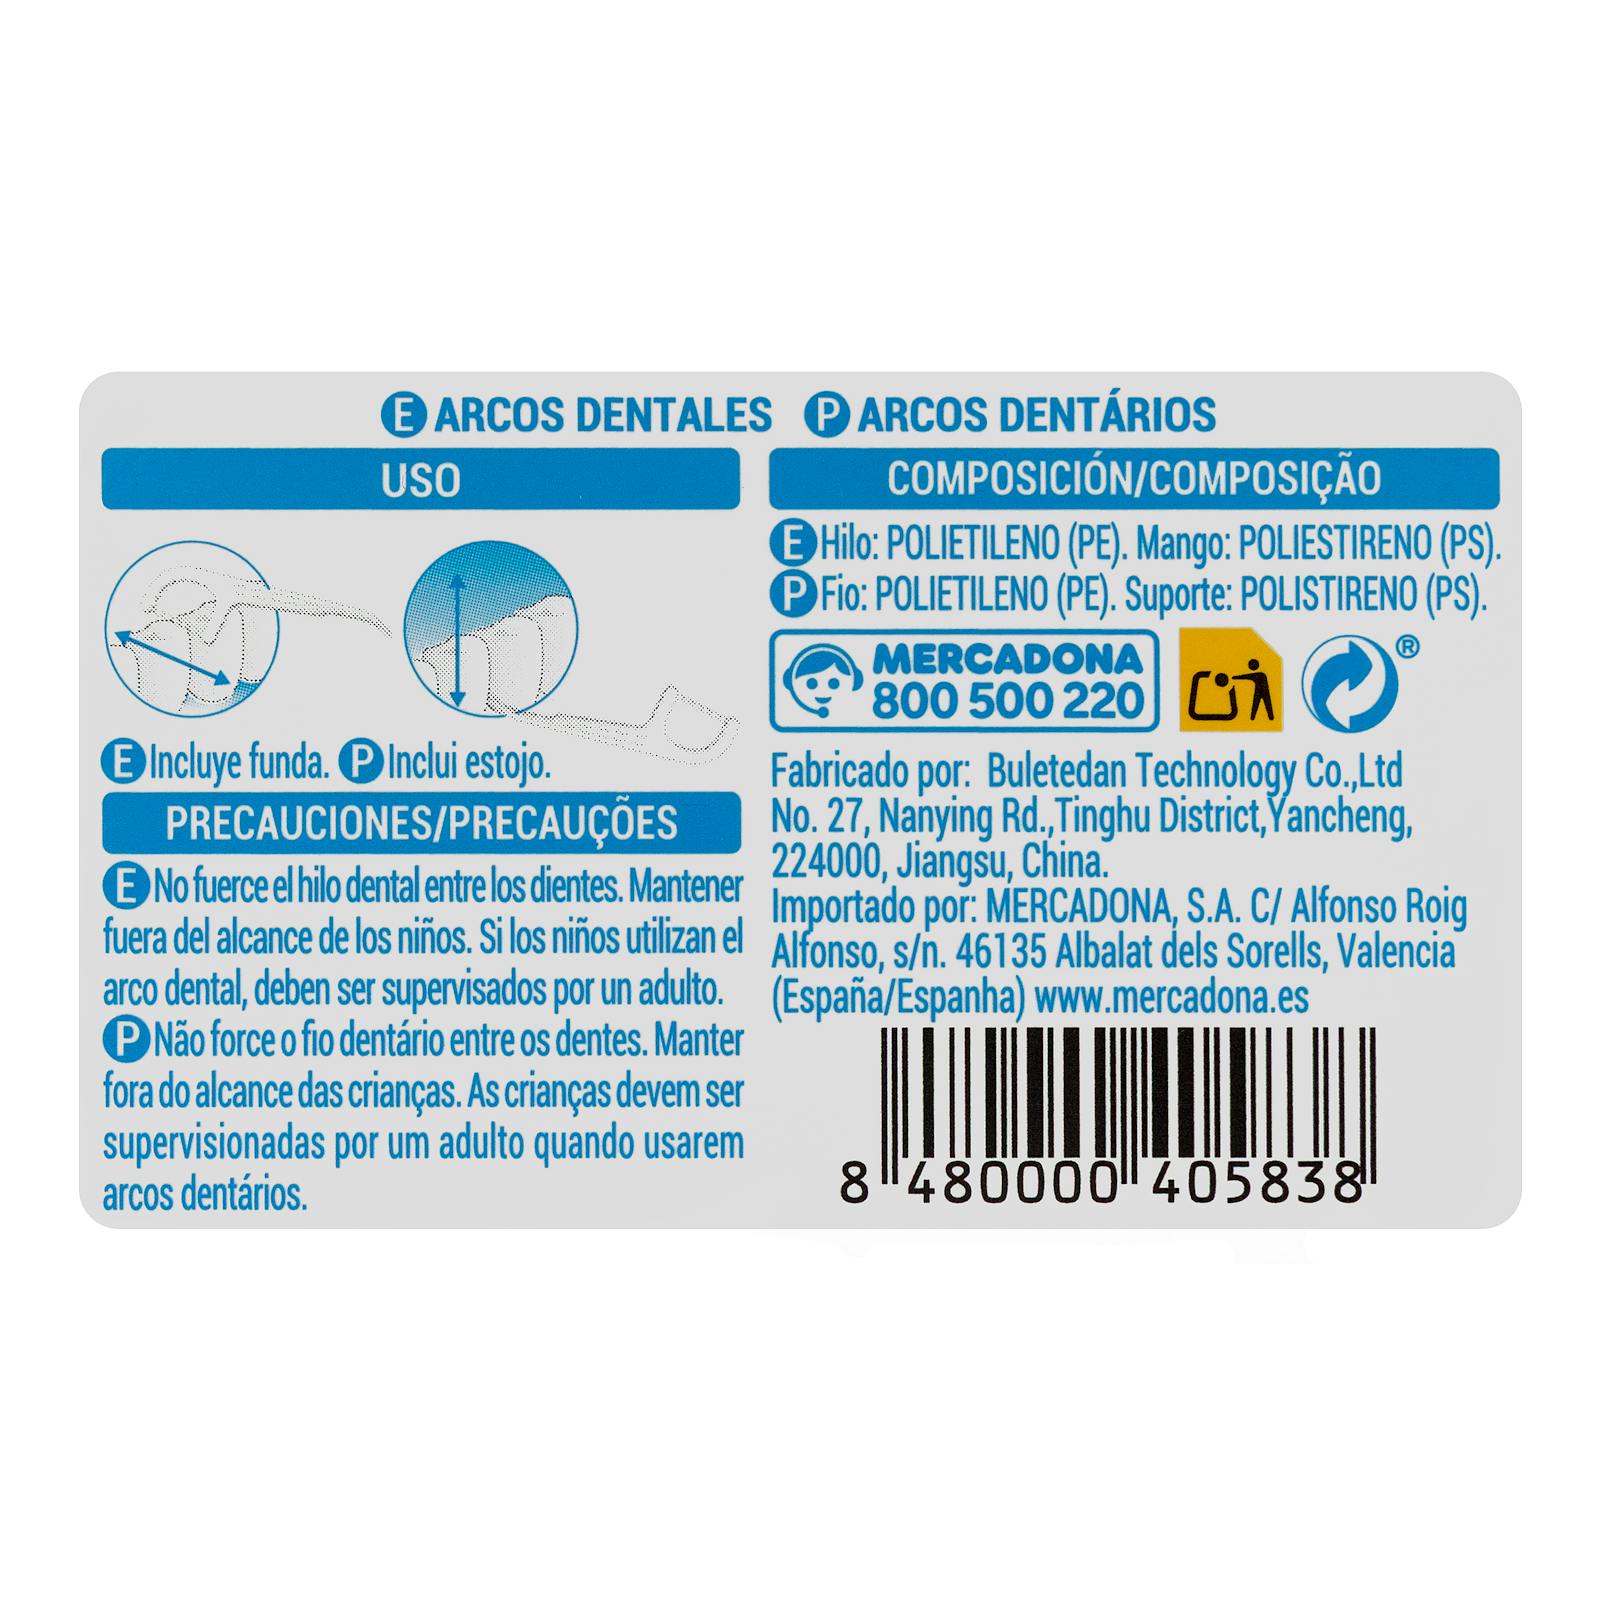 E ARCOS DENTALES P ARCOS DENTÁRIOS
USO
E Incluye funda. P Inclui estojo.
PRECAUCIONES/PRECAUÇÕES
E No fuerce el hilo dental entre los dientes. Mantener
fuera del alcance de los niños. Si los niños utilizan el
arco dental, deben ser supervisados por un adulto.
P Não force o fio dentário entre os dentes. Manter
fora do alcance das crianças. As crianças devem ser
supervisionadas por um adulto quando usarem
arcos dentários.
COMPOSICIÓN/COMPOSIÇÃO
E Hilo: POLIETILENO (PE). Mango: POLIESTIRENO (PS).
P Fio: POLIETILENO (PE). Suporte: POLISTIRENO (PS).
MERCADONA
800 500 220
®
Fabricado por: Buletedan Technology Co.,Ltd
No. 27, Nanying Rd.,Tinghu District,Yancheng,
224000, Jiangsu, China.
Importado por: MERCADONA, S.A. C/ Alfonso Roig
Alfonso, s/n. 46135 Albalat dels Sorells, Valencia
(España/Espanha) www.mercadona.es
8 480000 405838